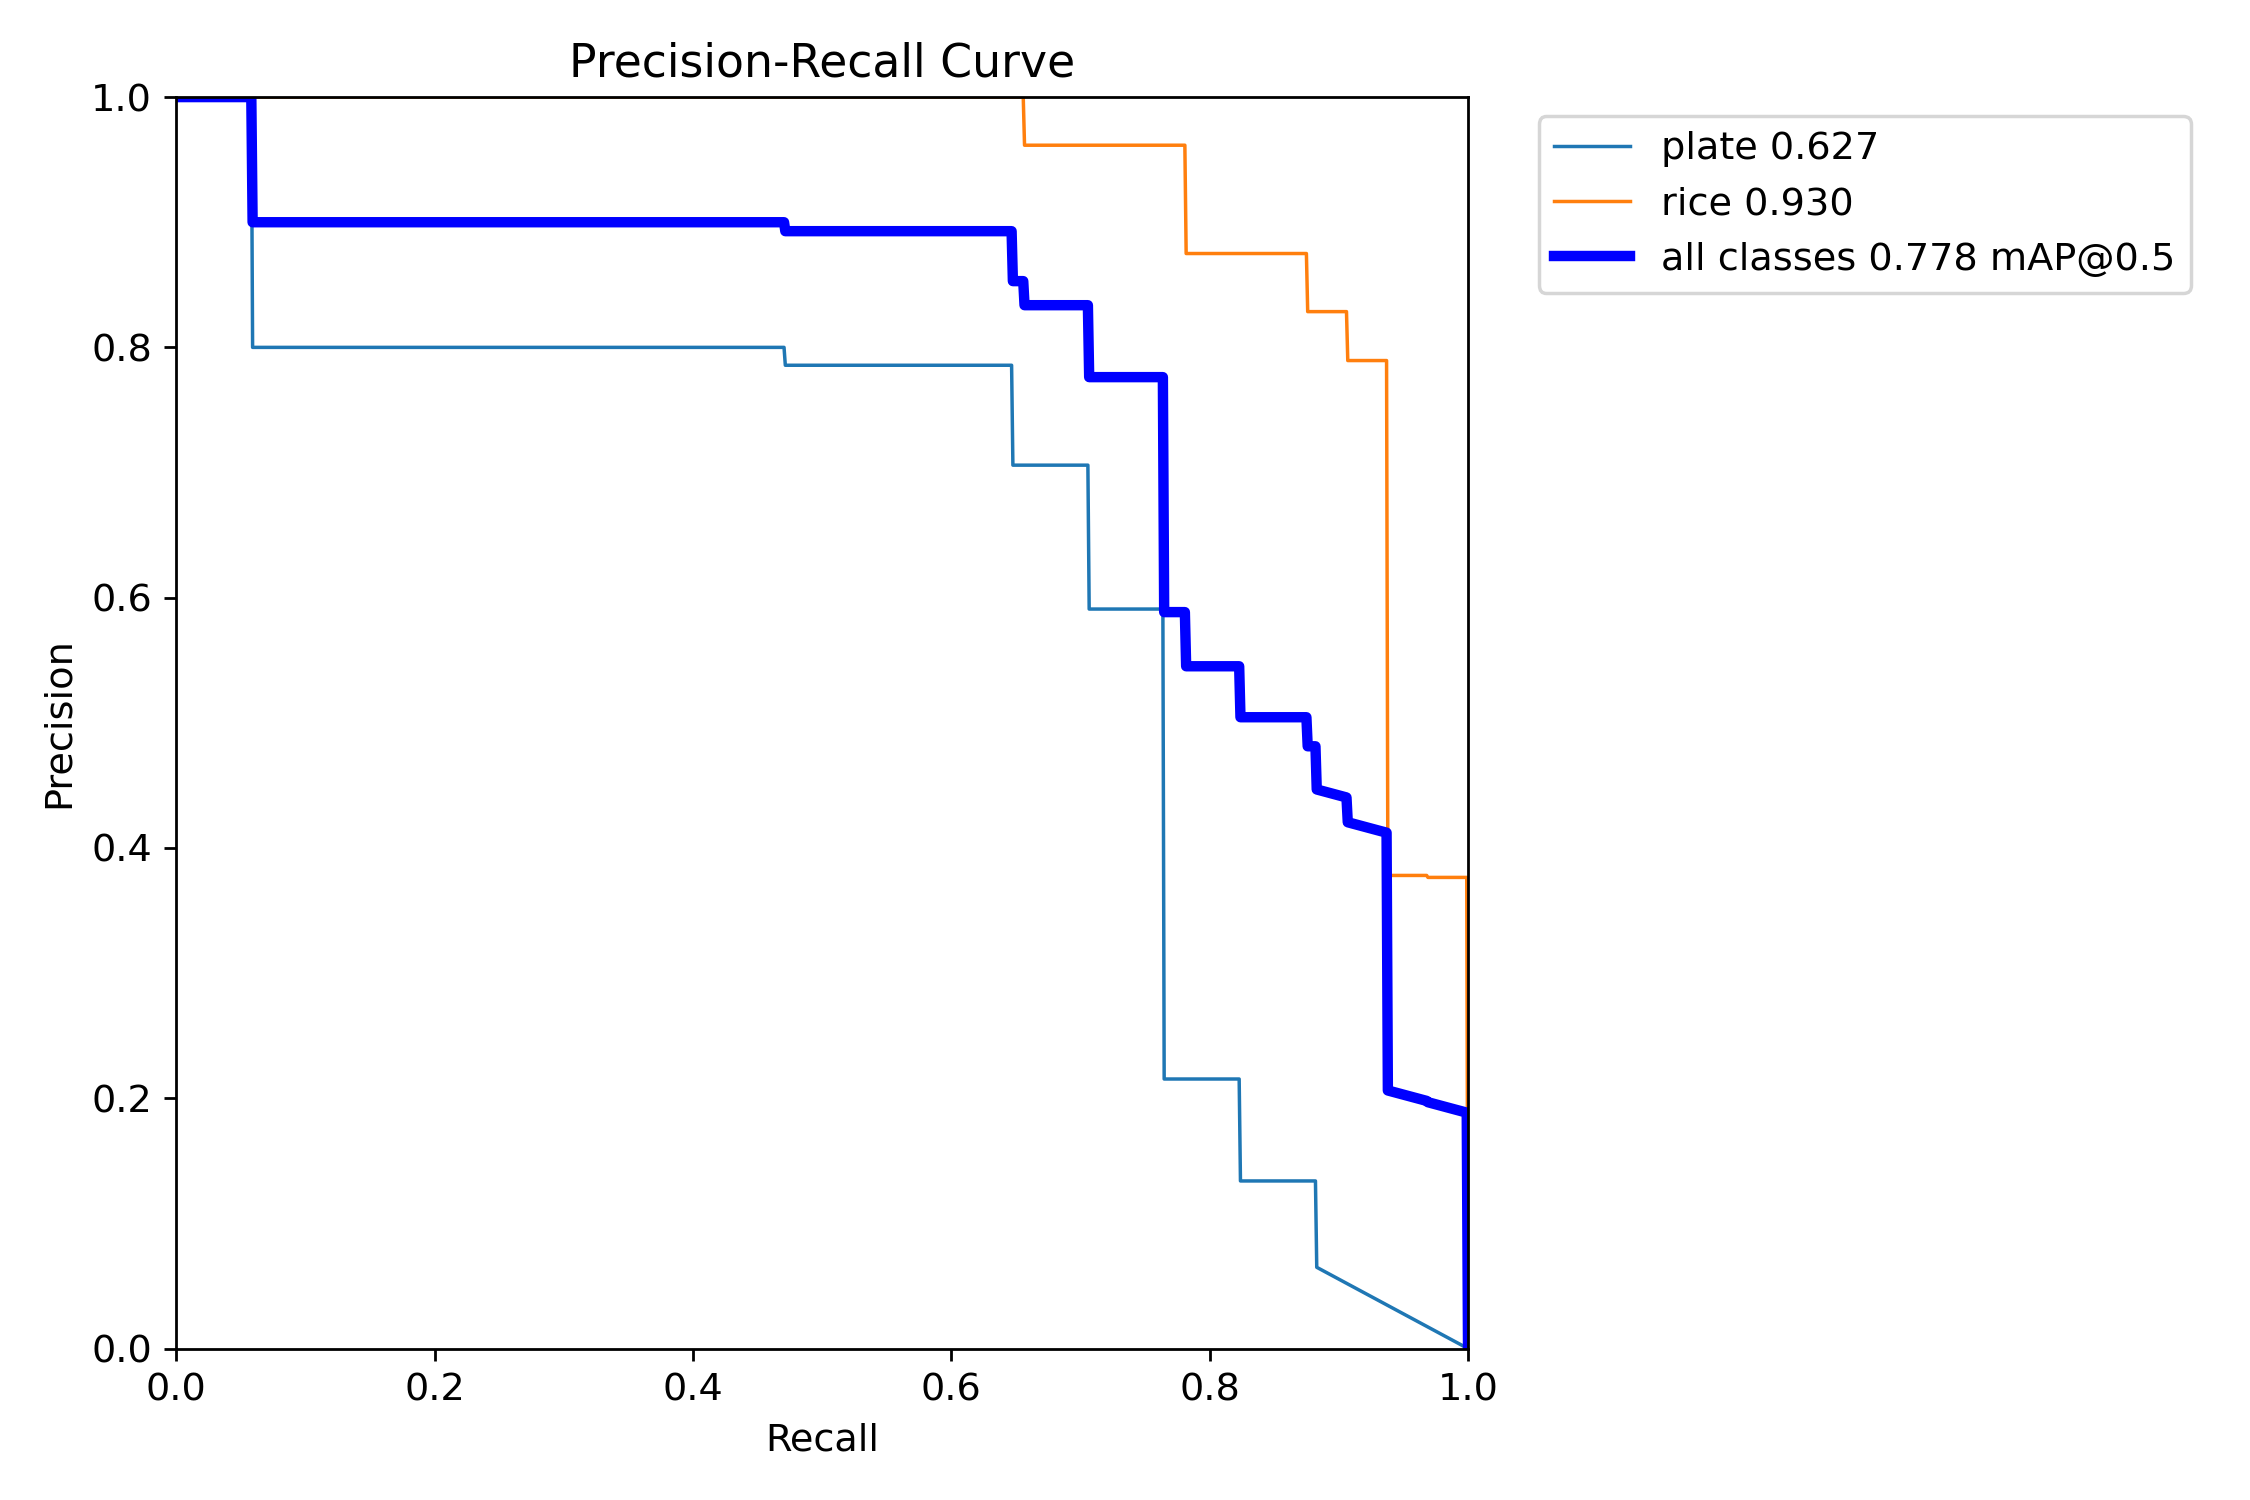 Precision-Recall Curve
1.0
0.8
0.6
0.4
0.2
0.0
Precision
0.0 0.2 0.4 0.6 0.8 1.0
Recall
plate 0.627
rice 0.930
all classes 0.778 mAP@0.5